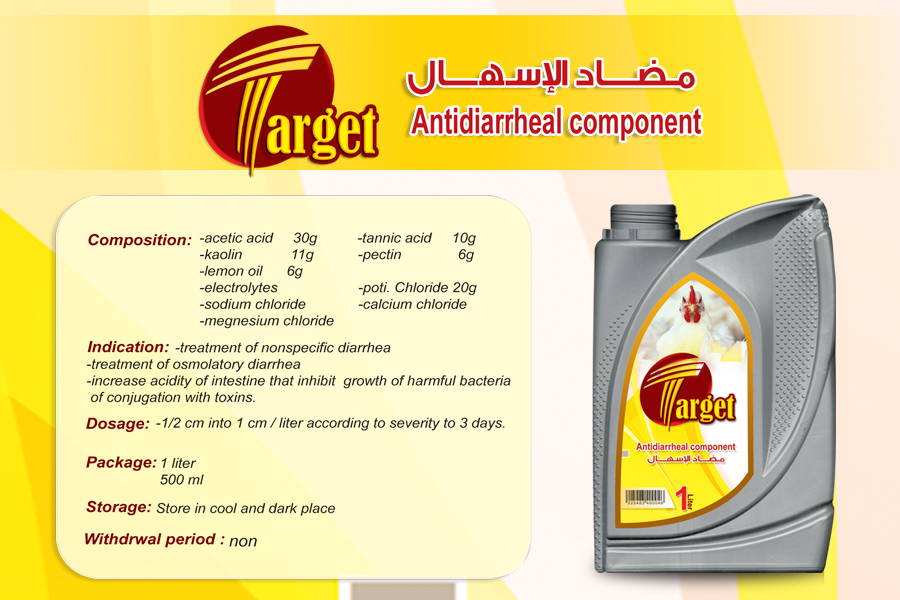 Target
مضاد الإسهال
Antidiarrheal component
Composition: -acetic acid 30g -tannic acid 10g
-kaolin 11g -pectin 6g
-lemon oil 6g
-electrolytes -poti. Chloride 20g
-sodium chloride -calcium chloride
-megnesium chloride
Indication: -treatment of nonspecific diarrhea
-treatment of osmolatory diarrhea
-increase acidity of intestine that inhibit growth of harmful bacteria
of conjugation with toxins.
Dosage: -1/2 cm into 1 cm / liter according to severity to 3 days.
Package: 1 liter
500 ml
Storage: Store in cool and dark place
Withdrwal period : non
Target
Antidiarrheal component
مضاد الإسهال
1 Liter